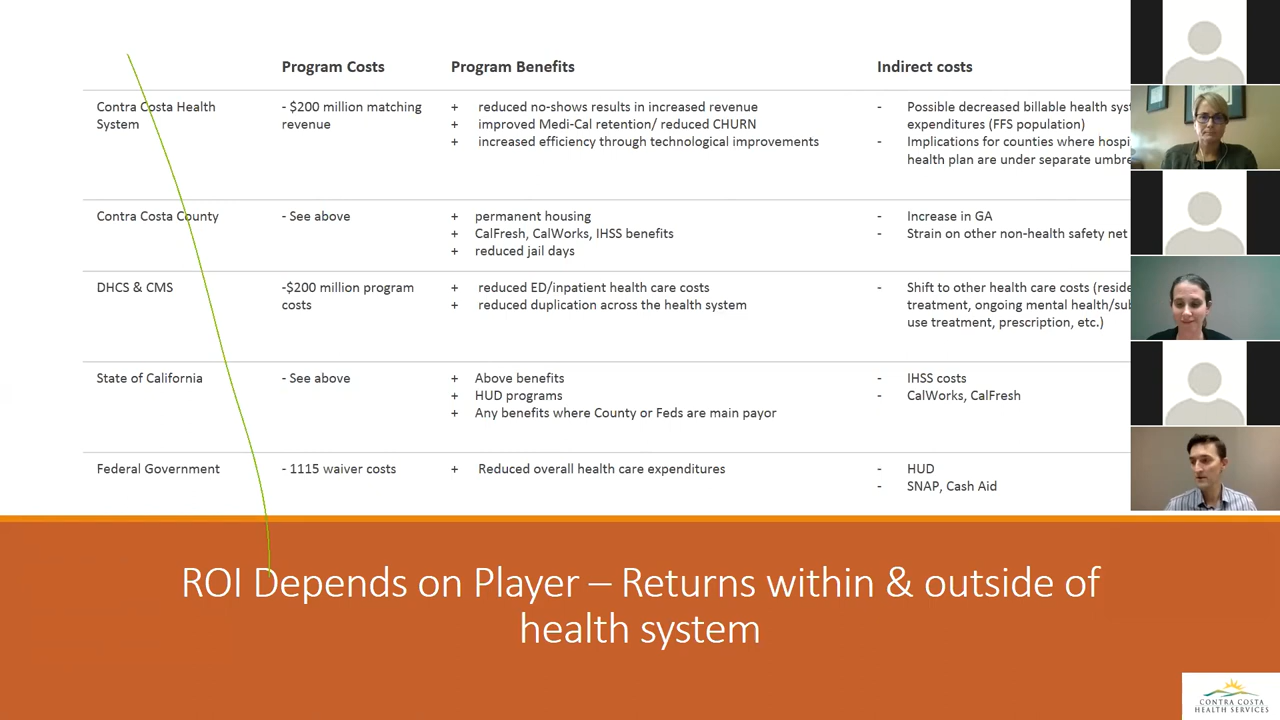 Program Costs
Program Benefits
Indirect costs
Contra Costa Health
System
- $200 million matching
revenue
+ reduced no-shows results in increased revenue
+ improved Medi-Cal retention/ reduced CHURN
+ increased efficiency through technological improvements
- Possible decreased billable health
expenditures (FFS population)
- Implications for counties where
health plan are under separate
Contra Costa County
- See above
+ permanent housing
+ CalFresh, CalWorks, IHSS benefits
+ reduced jail days
- Increase in GA
- Strain on other non-health safety net
DHCS & CMS
-$200 million program
costs
+ reduced ED/inpatient health care costs
+ reduced duplication across the health system
- Shift to other health care costs
treatment, ongoing mental
use treatment, prescription, etc.)
State of California
- See above
+ Above benefits
+ HUD programs
+ Any benefits where County or Feds are main payor
- IHSS costs
- CalWorks, CalFresh
Federal Government
- 1115 waiver costs
+ Reduced overall health care expenditures
- HUD
- SNAP, Cash Aid
ROI Depends on Player – Returns within & outside of
health system
CONTRA COSTA
HEALTH SERVICES